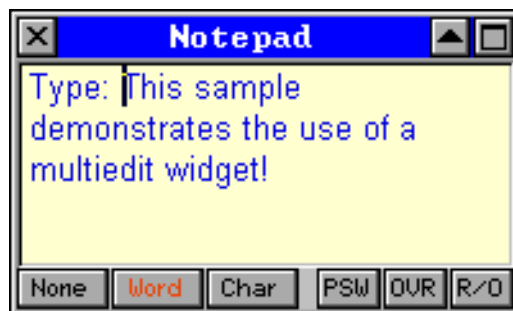 Notepad
Type: This sample
demonstrates the use of a
multiedit widget!
None Word Char PSW OVR R/O